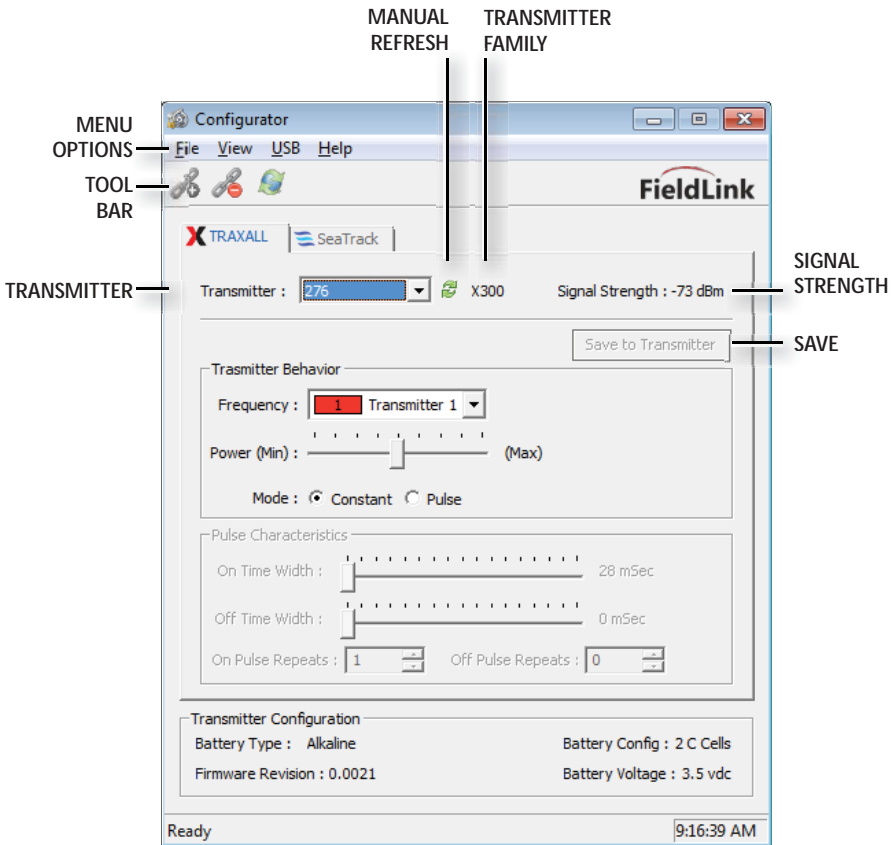 MANUAL REFRESH
TRANSMITTER FAMILY
MENU OPTIONS
TOOL BAR
TRANSMITTER
SIGNAL STRENGTH
SAVE
Configurator
File View USB Help
FieldLink
X TRAXALL SeaTrack
Transmitter : 276 X300 Signal Strength : -73 dBm
Save to Transmitter
Trasmitter Behavior
Frequency : 1 Transmitter 1
Power (Min) : (Max)
Mode : Constant Pulse
Pulse Characteristics
On Time Width : 28 mSec
Off Time Width : 0 mSec
On Pulse Repeats : 1 Off Pulse Repeats : 0
Transmitter Configuration
Battery Type : Alkaline Battery Config : 2 C Cells
Firmware Revision : 0.0021 Battery Voltage : 3.5 vdc
Ready 9:16:39 AM